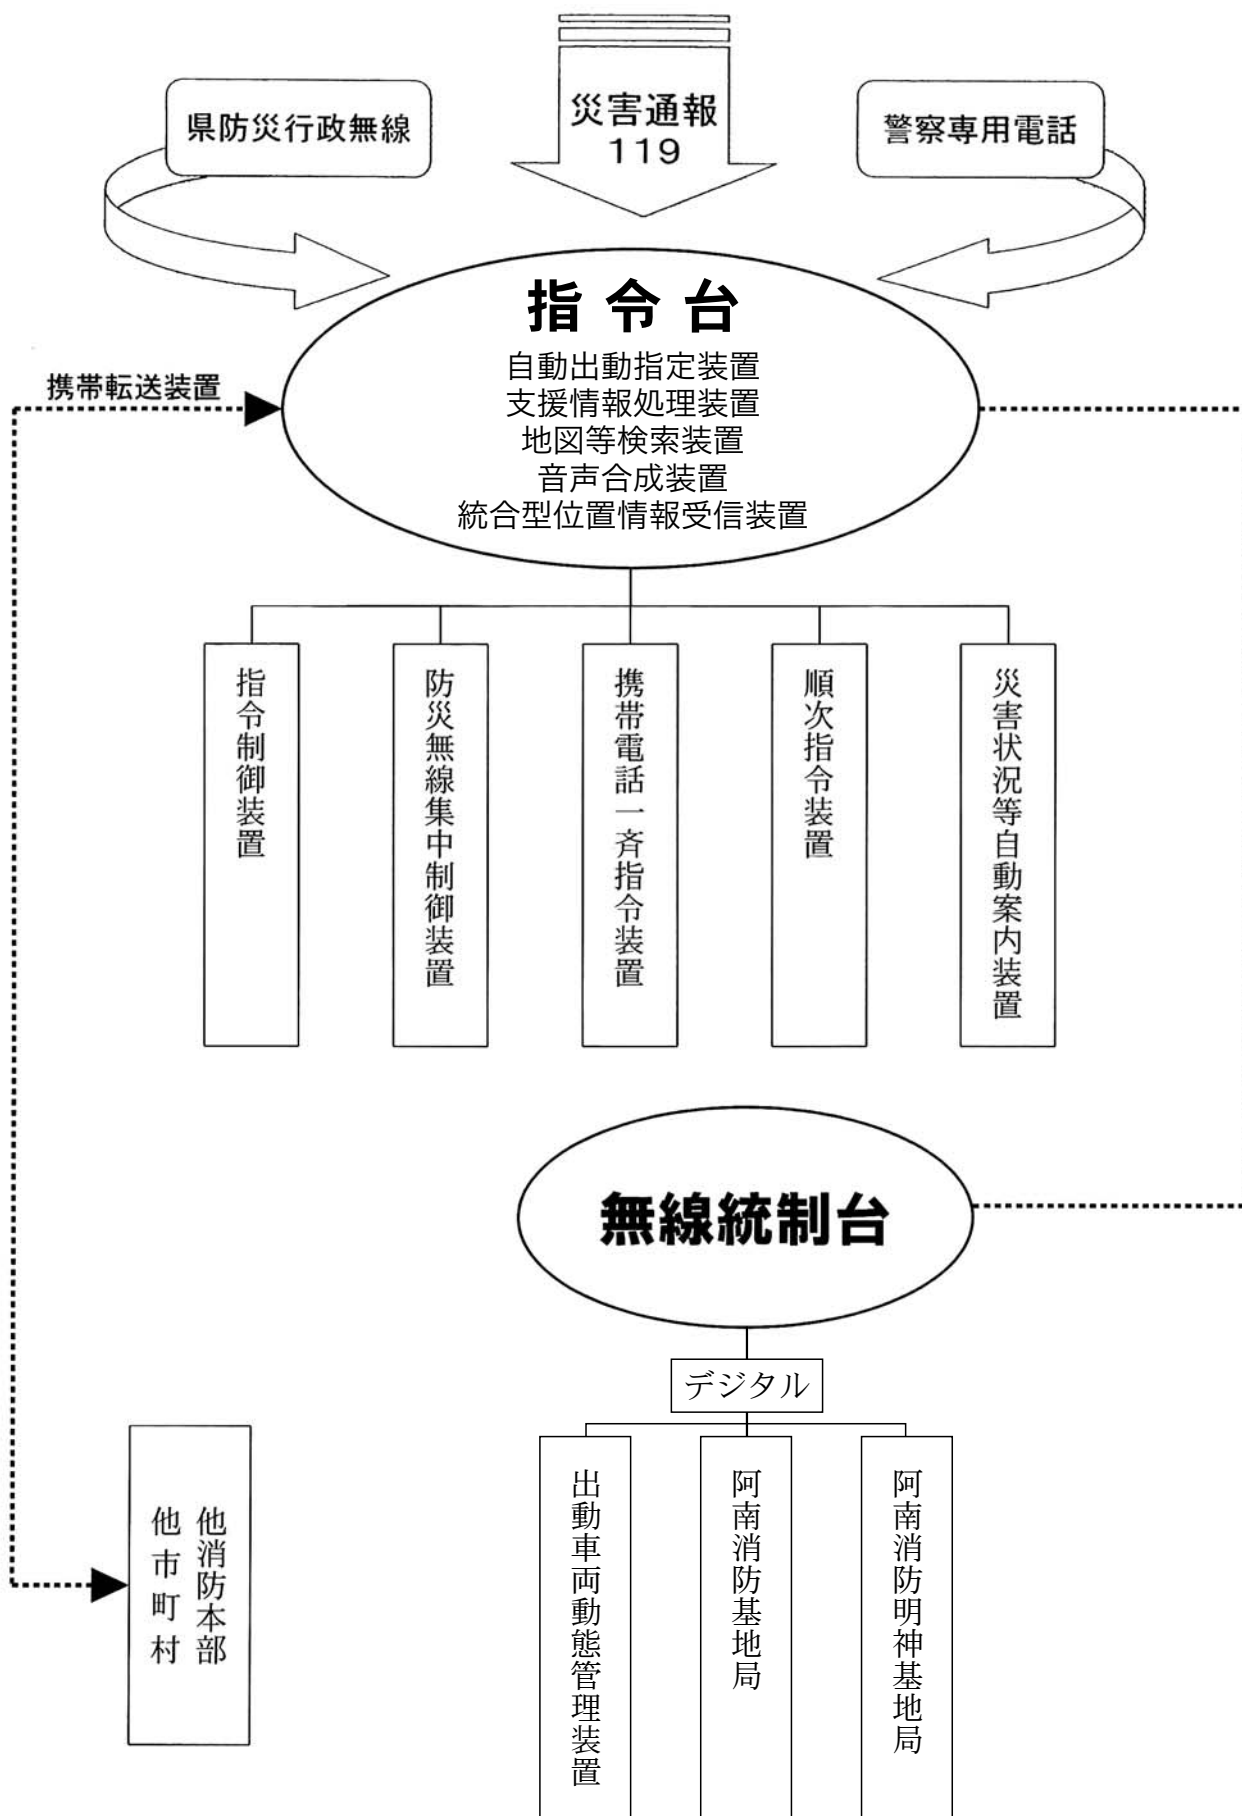 県防災行政無線
災害通報
119
警察専用電話
指令台
自動出動指定装置
支援情報処理装置
地図等検索装置
音声合成装置
統合型位置情報受信装置
携帯転送装置
指令制御装置
防災無線集中制御装置
携帯電話一斉指令装置
順次指令装置
災害状況等自動案内装置
無線統制台
デジタル
他消防本部
他市町村
出動車両動態管理装置
阿南消防基地局
阿南消防明神基地局